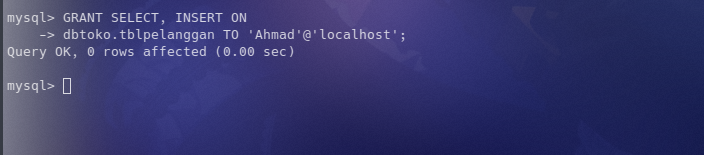 mysql> GRANT SELECT, INSERT ON
    -> dbtoko.tblpelanggan TO 'Ahmad'@'localhost';
Query OK, 0 rows affected (0.00 sec)
mysql>